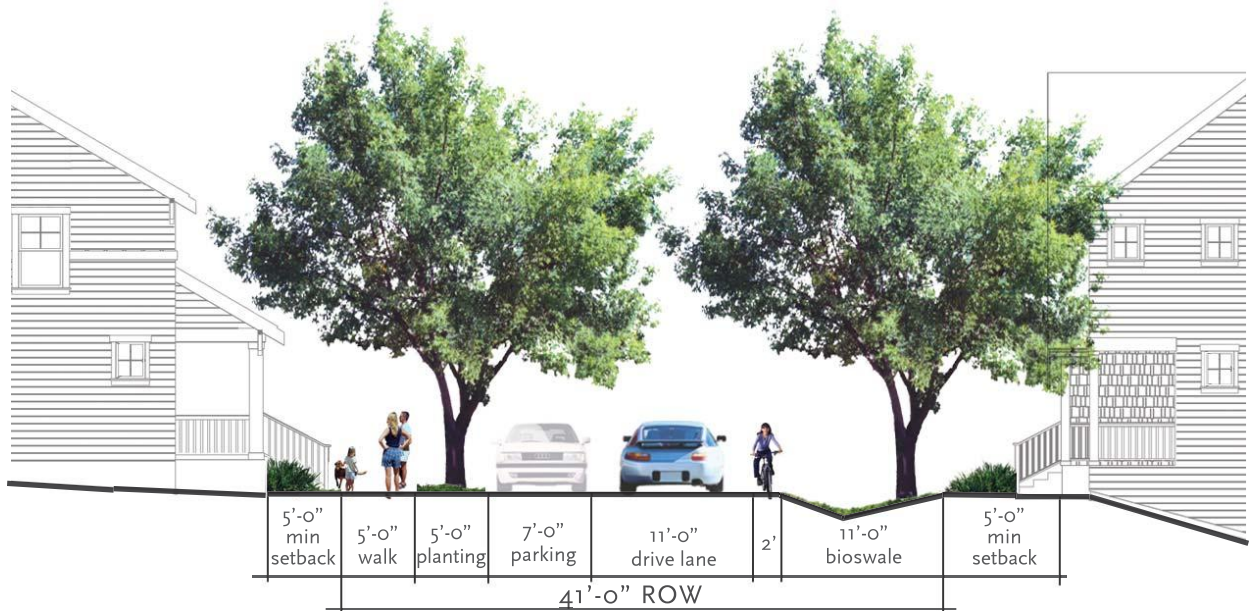 5'-0"
min
setback
5'-0"
walk
5'-0"
planting
7'-0"
parking
11'-0"
drive lane
2'
11'-0"
bioswale
5'-0"
min
setback
41'-0" ROW